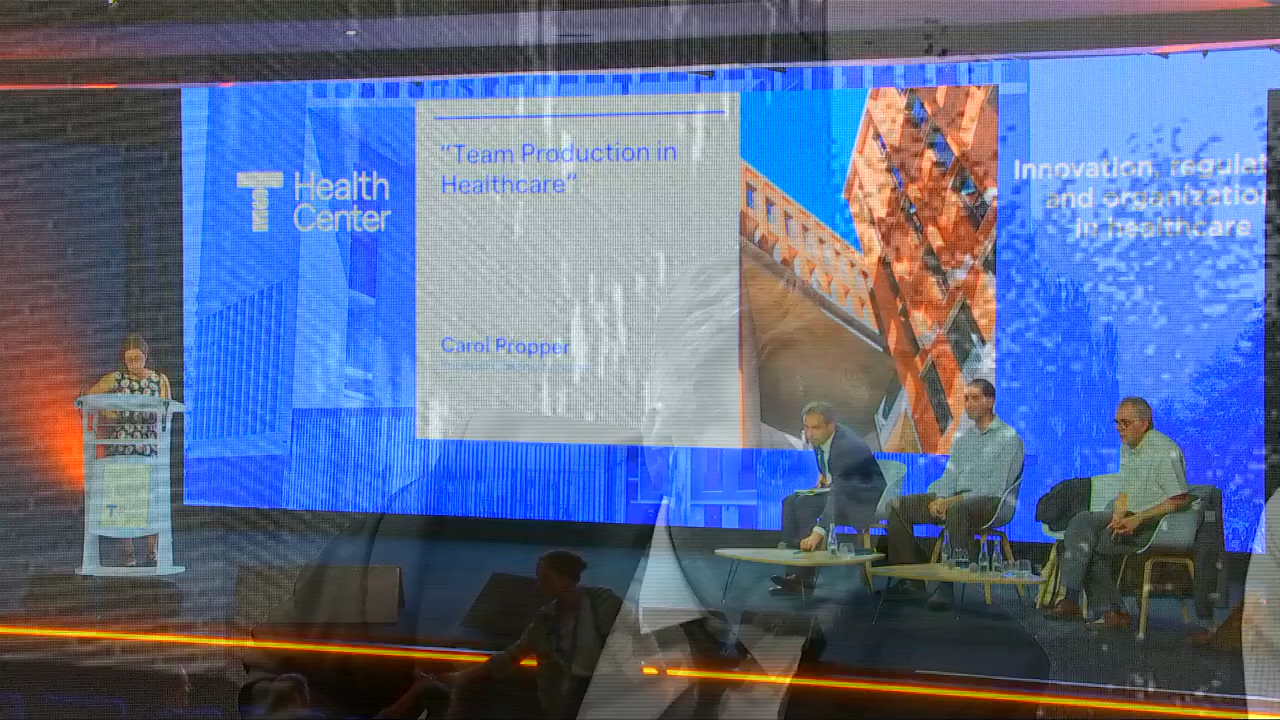 Health
Center
"Team Production in
Healthcare"
Carol Propper
Innovation, regulat
and organizatio
in healthcare